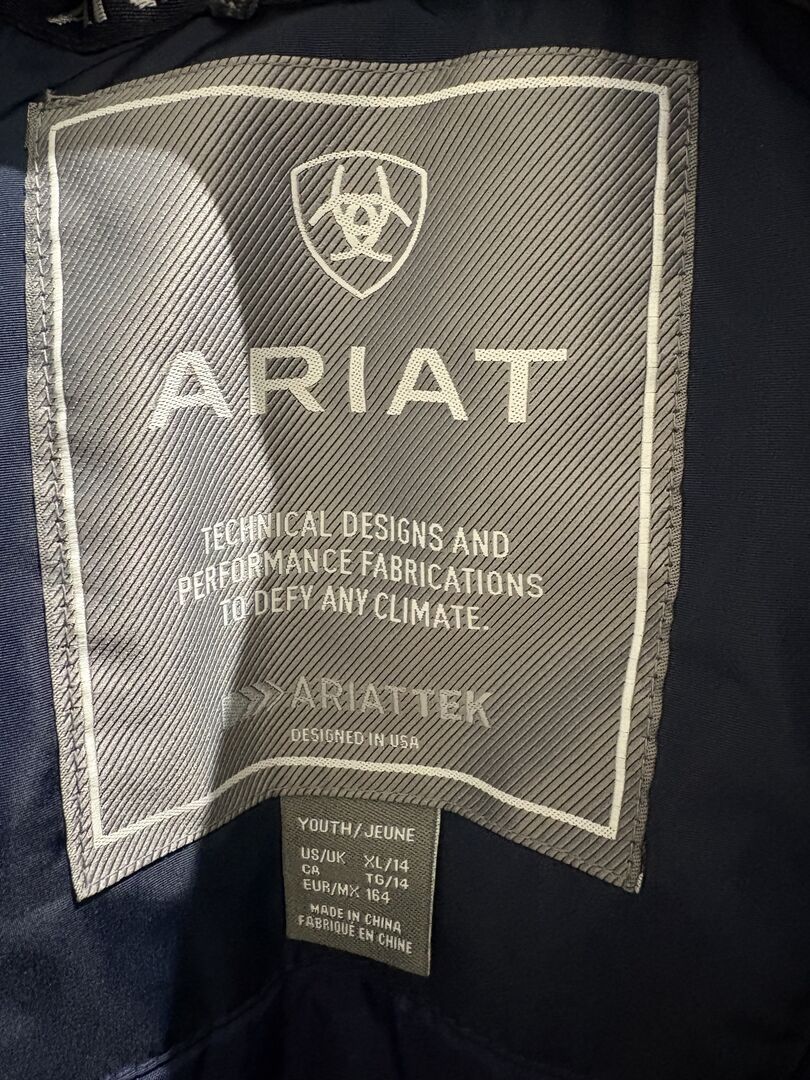 ARIAT
TECHNICAL DESIGNS AND
PERFORMANCE FABRICATIONS
TO DEFY ANY CLIMATE.
ARIATTEK
DESIGNED IN USA
YOUTH/JEUNE
US/UK XL/14
CA TG/14
EUR/MX 164
MADE IN CHINA
FABRIQUÉ EN CHINE